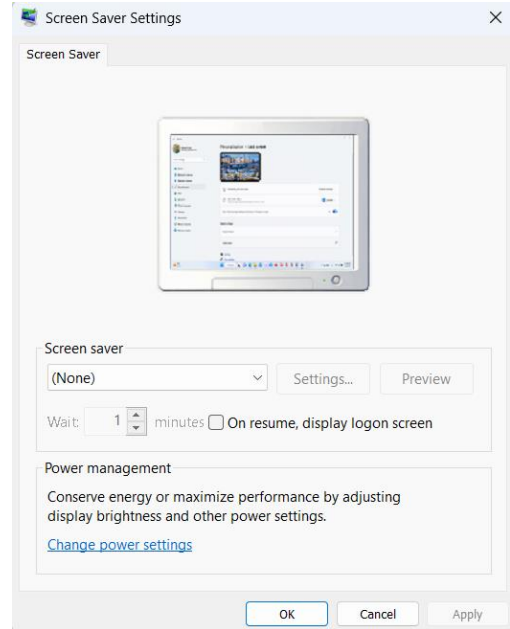 Screen Saver Settings
Screen Saver
Screen saver
(None)
Settings...
Preview
Wait:
1
minutes
On resume, display logon screen
Power management
Conserve energy or maximize performance by adjusting
display brightness and other power settings.
Change power settings
OK
Cancel
Apply